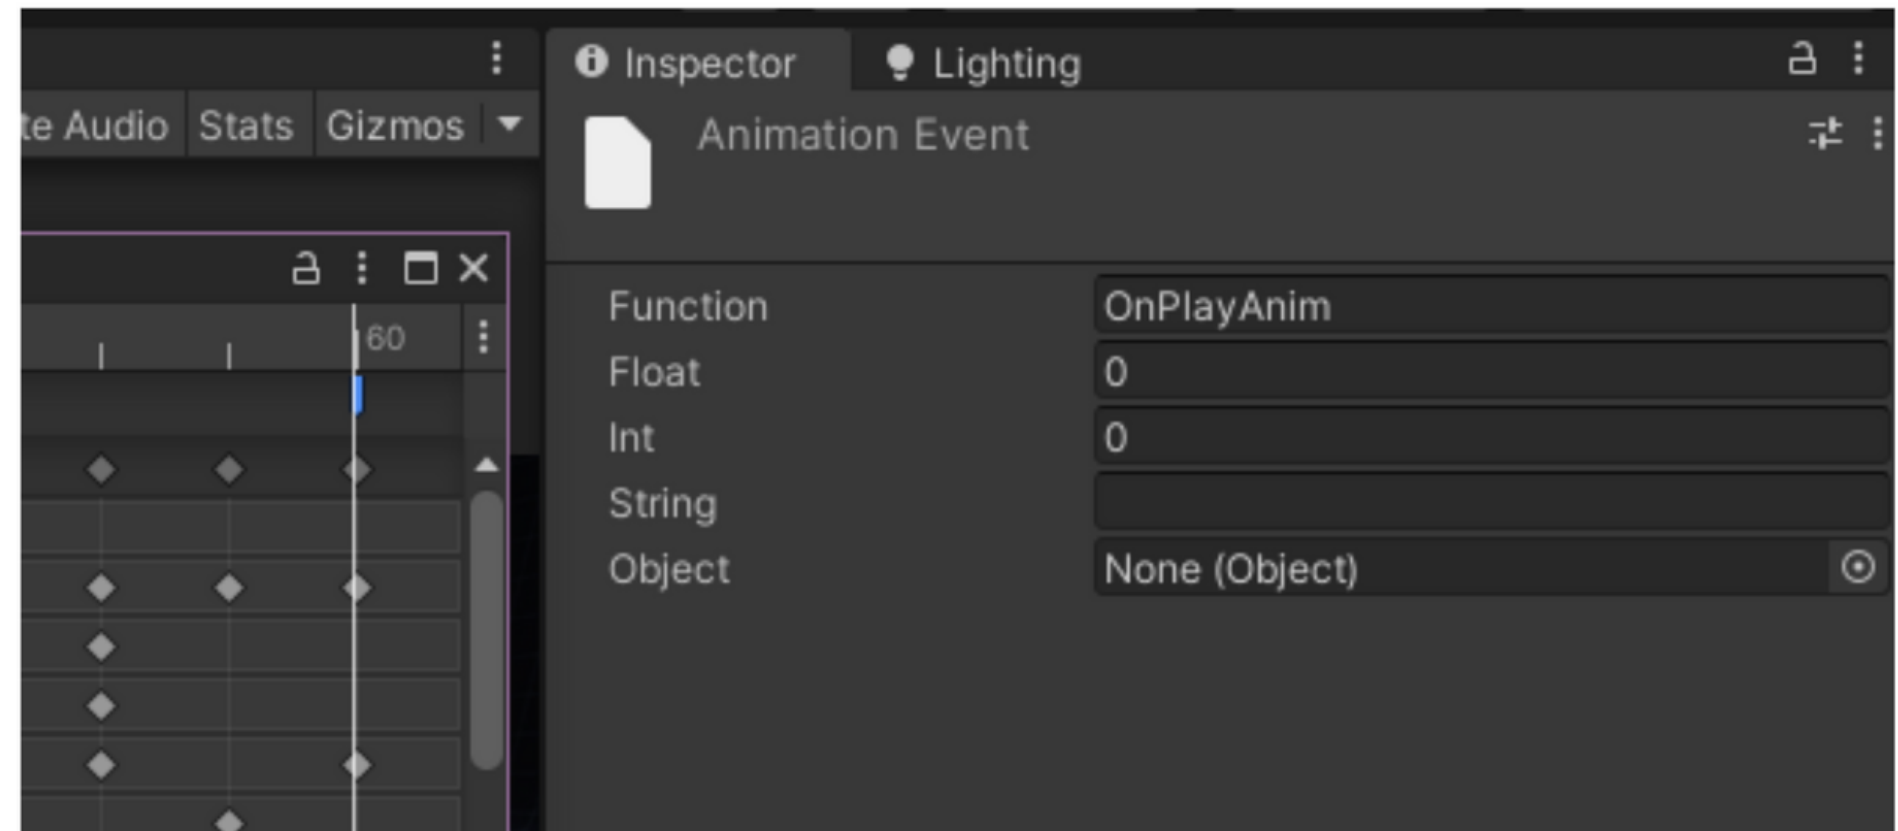 Inspector
Lighting
te Audio
Stats
Gizmos
Animation Event
60
Function
OnPlayAnim
Float
0
Int
0
String
Object
None (Object)